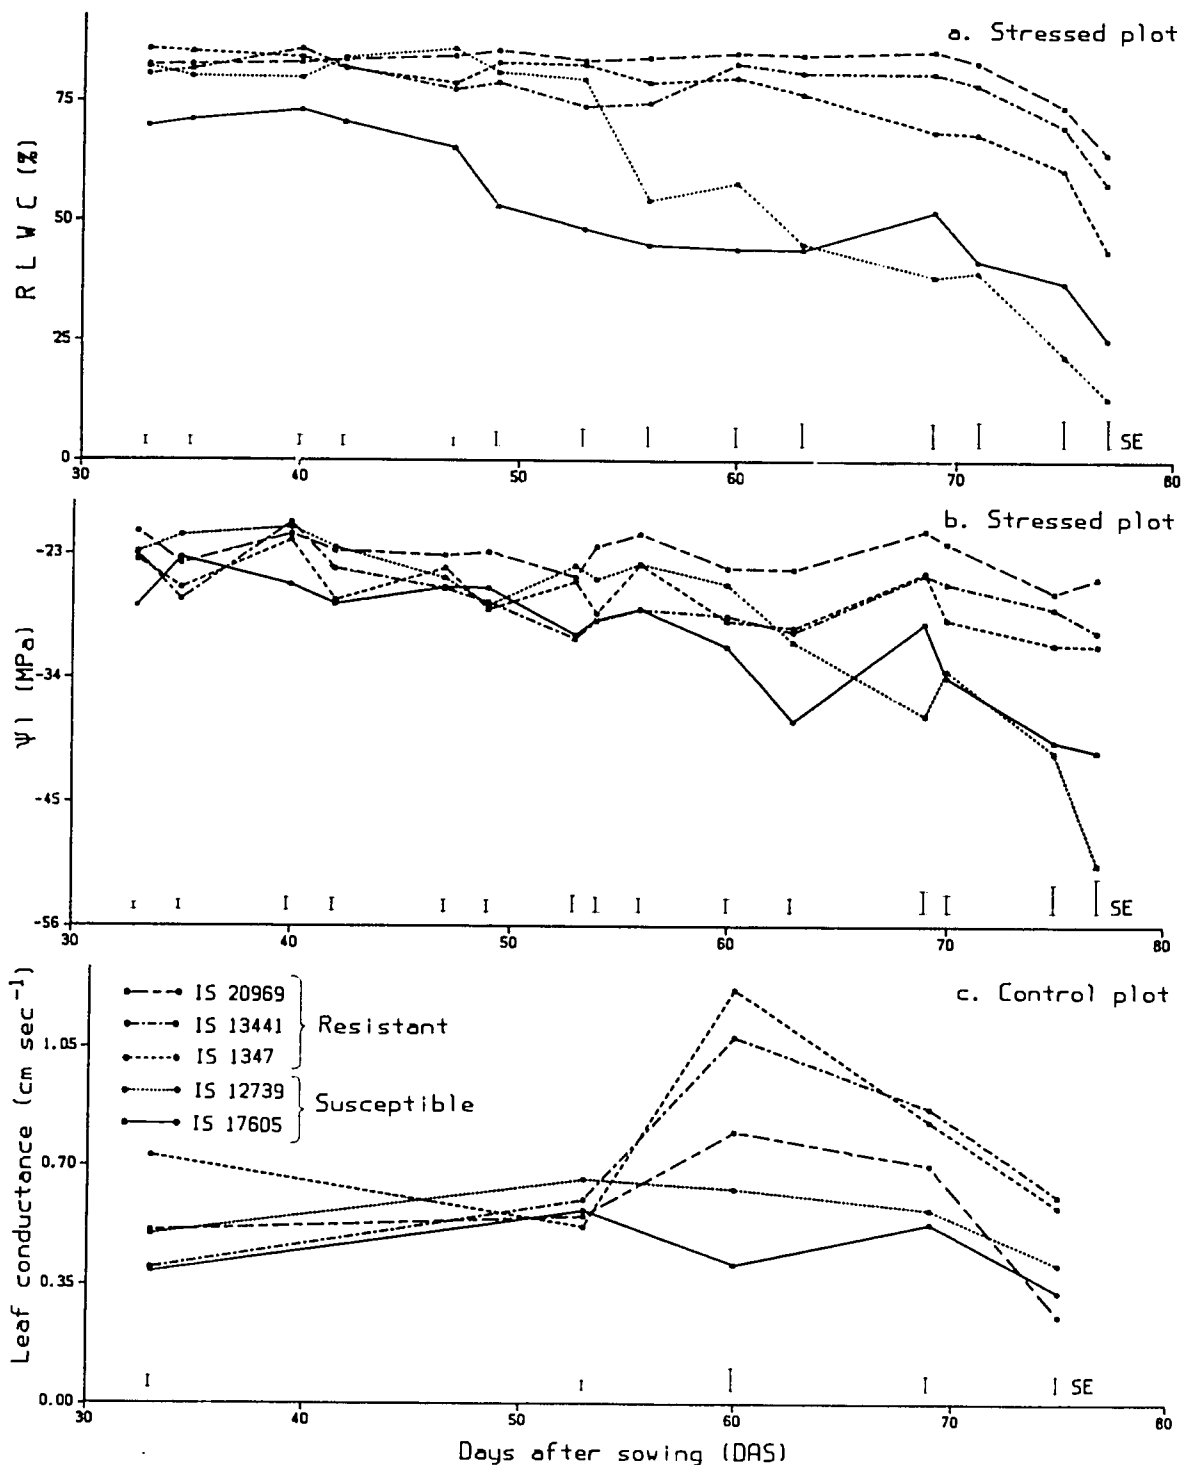 a. Stressed plot
75
50
25
0
R L W C (%)
SE
30 40 50 60 70 80
b. Stressed plot
-23
-34
-45
-56
Ψl (MPa)
SE
30 40 50 60 70 80
c. Control plot
IS 20969
IS 13441
IS 1347
Resistant
IS 12739
IS 17605
Susceptible
1.05
0.70
0.35
0.00
Leaf conductance (cm sec⁻¹)
SE
30 40 50 60 70 80
Days after sowing (DAS)